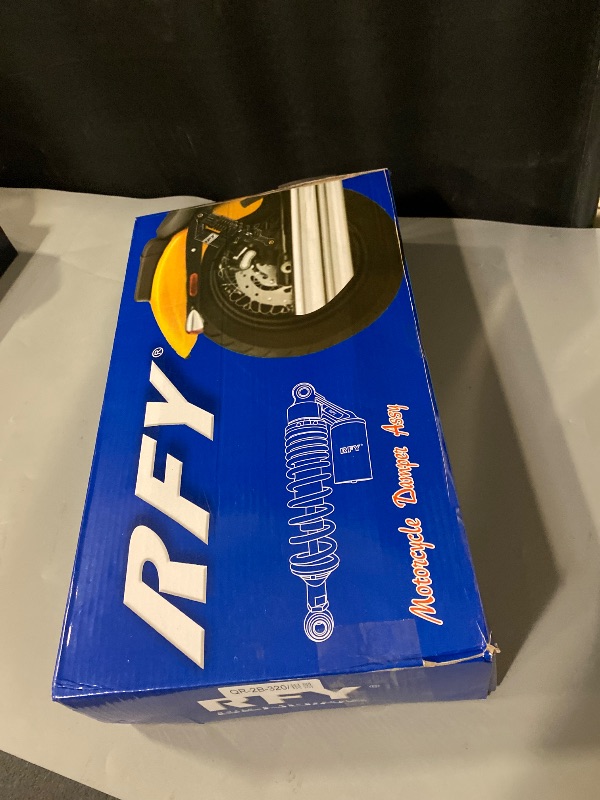 RFY®
RFY
Motorcycle Damper Assy
QR-2B-320/
RFY